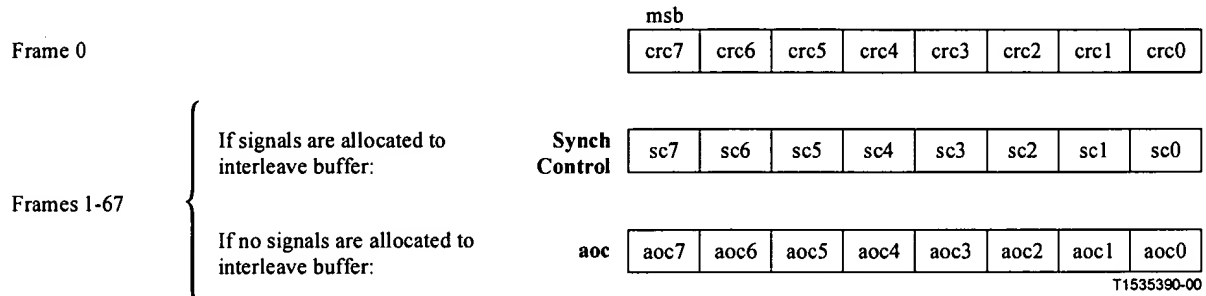 msb
Frame 0
crc7 crc6 crc5 crc4 crc3 crc2 crc1 crc0
If signals are allocated to
interleave buffer:
Synch
Control
sc7 sc6 sc5 sc4 sc3 sc2 sc1 sc0
Frames 1-67
If no signals are allocated to
interleave buffer:
aoc
aoc7 aoc6 aoc5 aoc4 aoc3 aoc2 aoc1 aoc0
T1535390-00